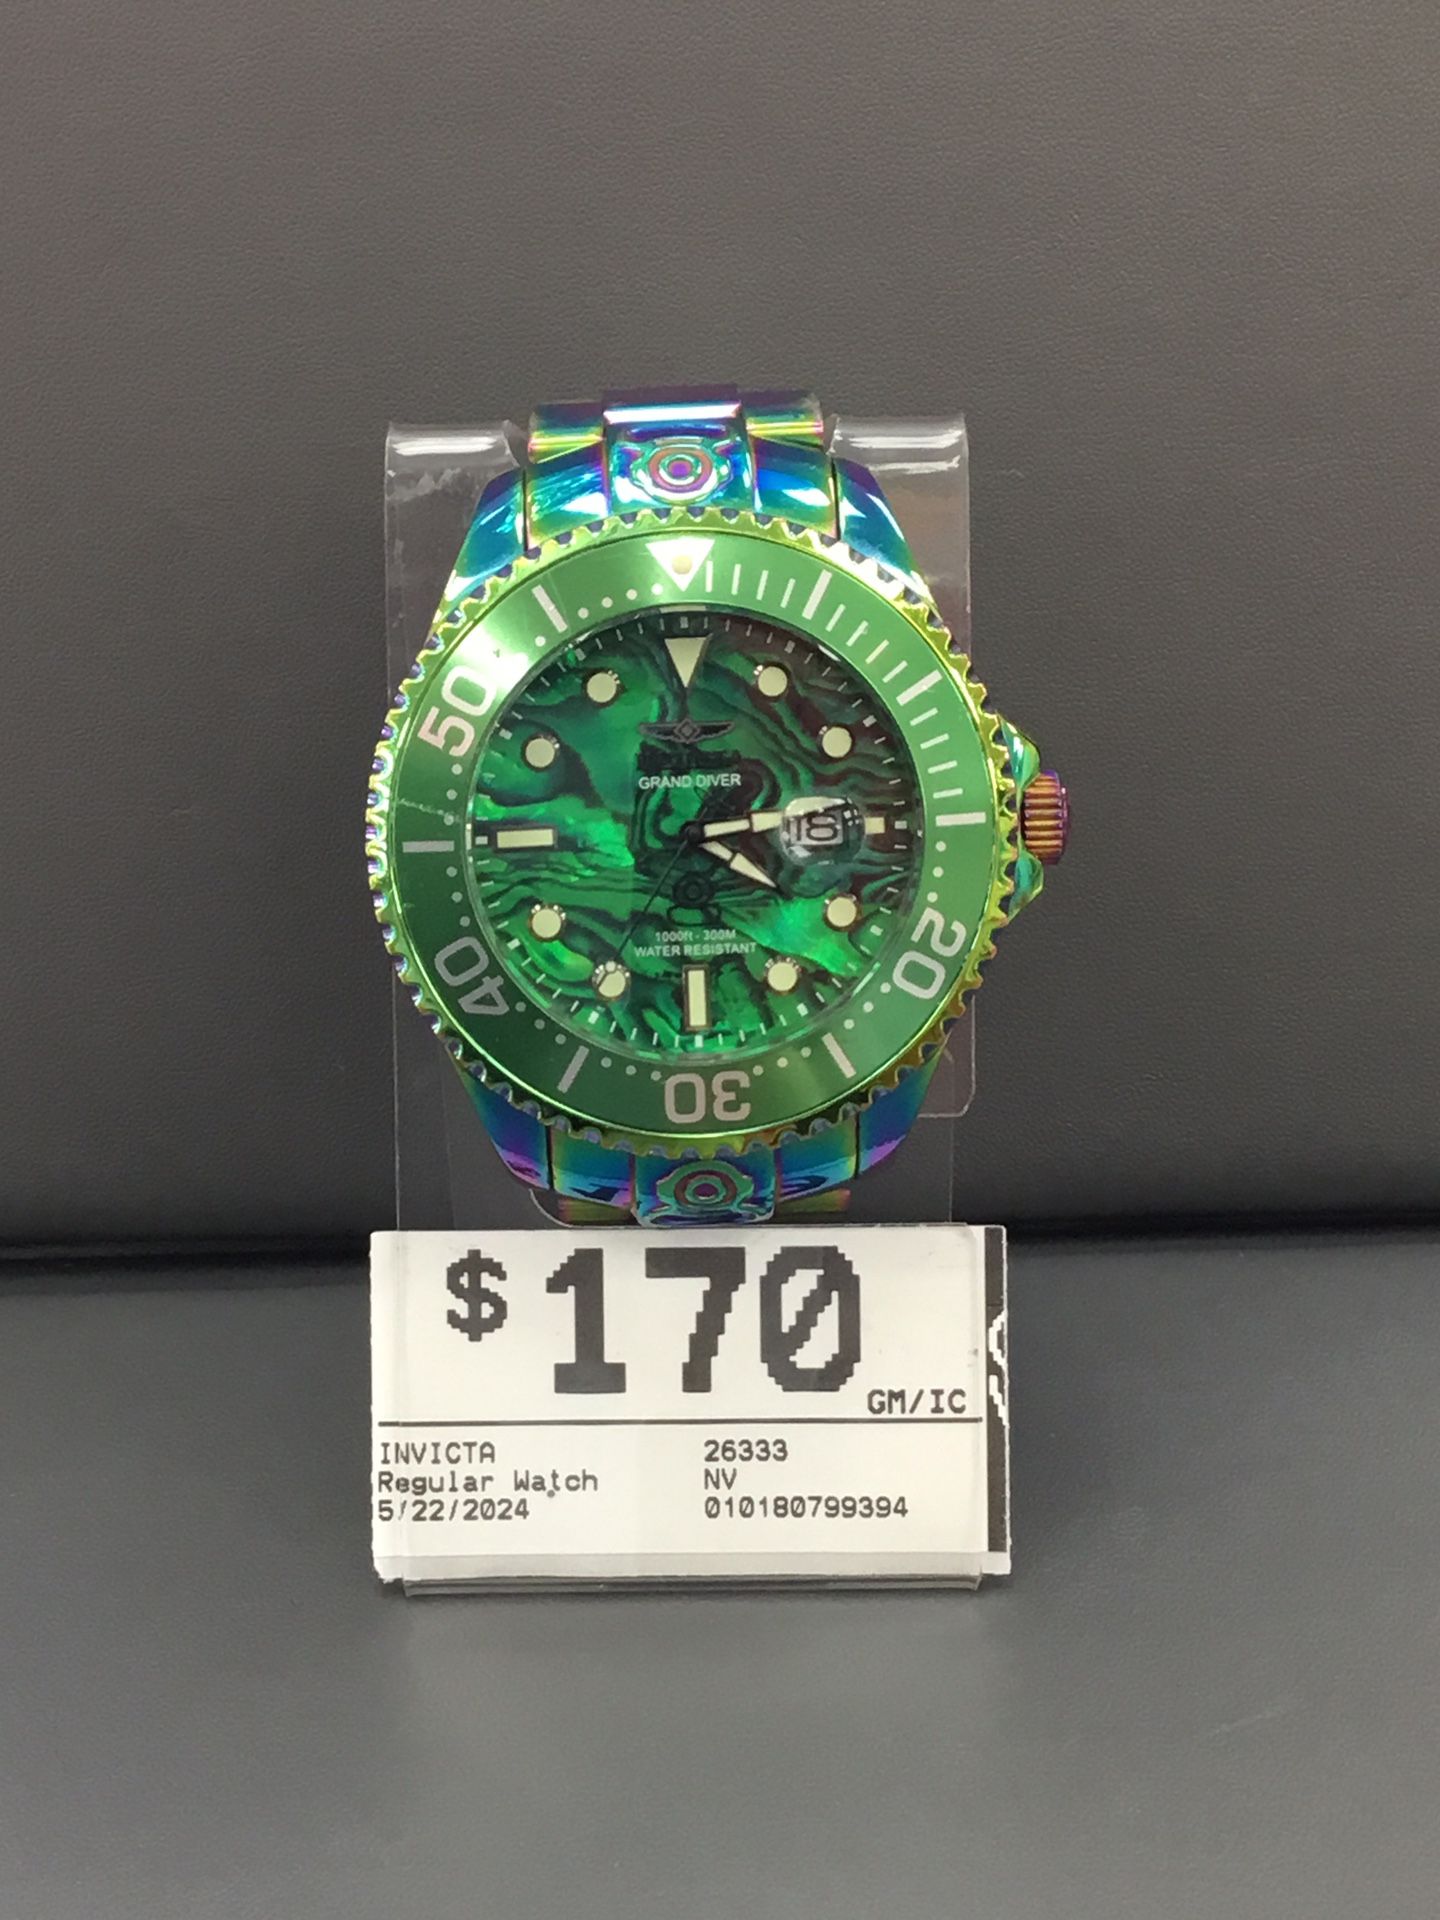 50
GRAND DIVER
18
1000ft - 300M
WATER RESISTANT
20
40
30
$170
GM/IC
INVICTA 26333
Regular Watch NV
5/22/2024 010180799394